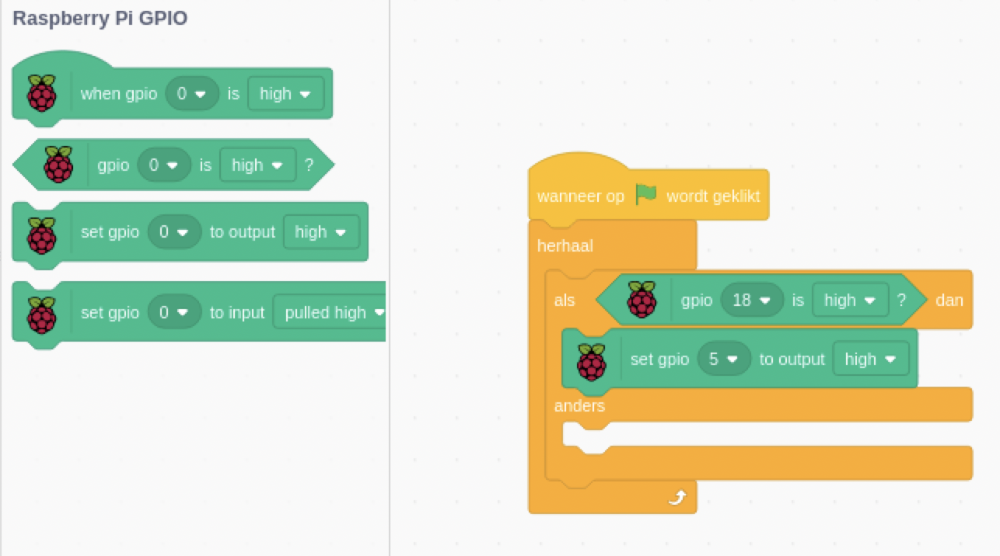 Raspberry Pi GPIO
when gpio 0 is high
gpio 0 is high ?
set gpio 0 to output high
set gpio 0 to input pulled high
wanneer op wordt geklikt
herhaal
als gpio 18 is high ? dan
set gpio 5 to output high
anders